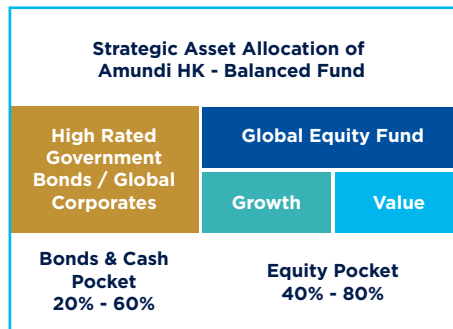 Strategic Asset Allocation of
Amundi HK - Balanced Fund
High Rated
Government
Bonds / Global
Corporates
Global Equity Fund
Growth
Value
Bonds & Cash
Pocket
20% - 60%
Equity Pocket
40% - 80%